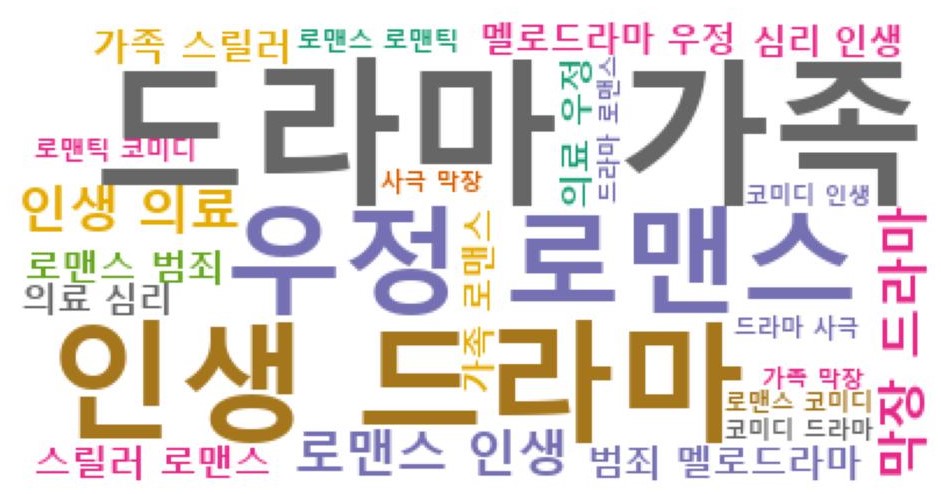 가족 스릴러
로맨스 로맨틱
멜로드라마 우정
심리 인생
드라마 가족
의료 우정
드라마 로맨스
로맨틱 코미디
사극 막장
코미디 인생
인생 의료
우정 로맨스
가족 로맨스
막장 드라마
로맨스 범죄
의료 심리
드라마 사극
인생 드라마
가족 막장
로맨스 코미디
코미디 드라마
스릴러 로맨스
로맨스 인생
범죄 멜로드라마